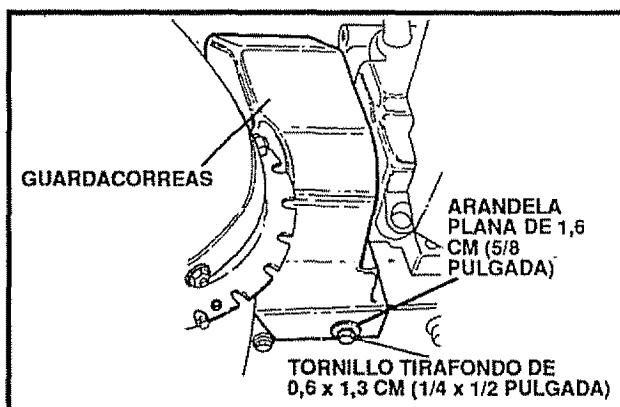 GUARDACORREAS
ARANDELA
PLANA DE 1,6
CM (5/8
PULGADA)
TORNILLO TIRAFONDO DE
0,6 x 1,3 CM (1/4 x 1/2 PULGADA)